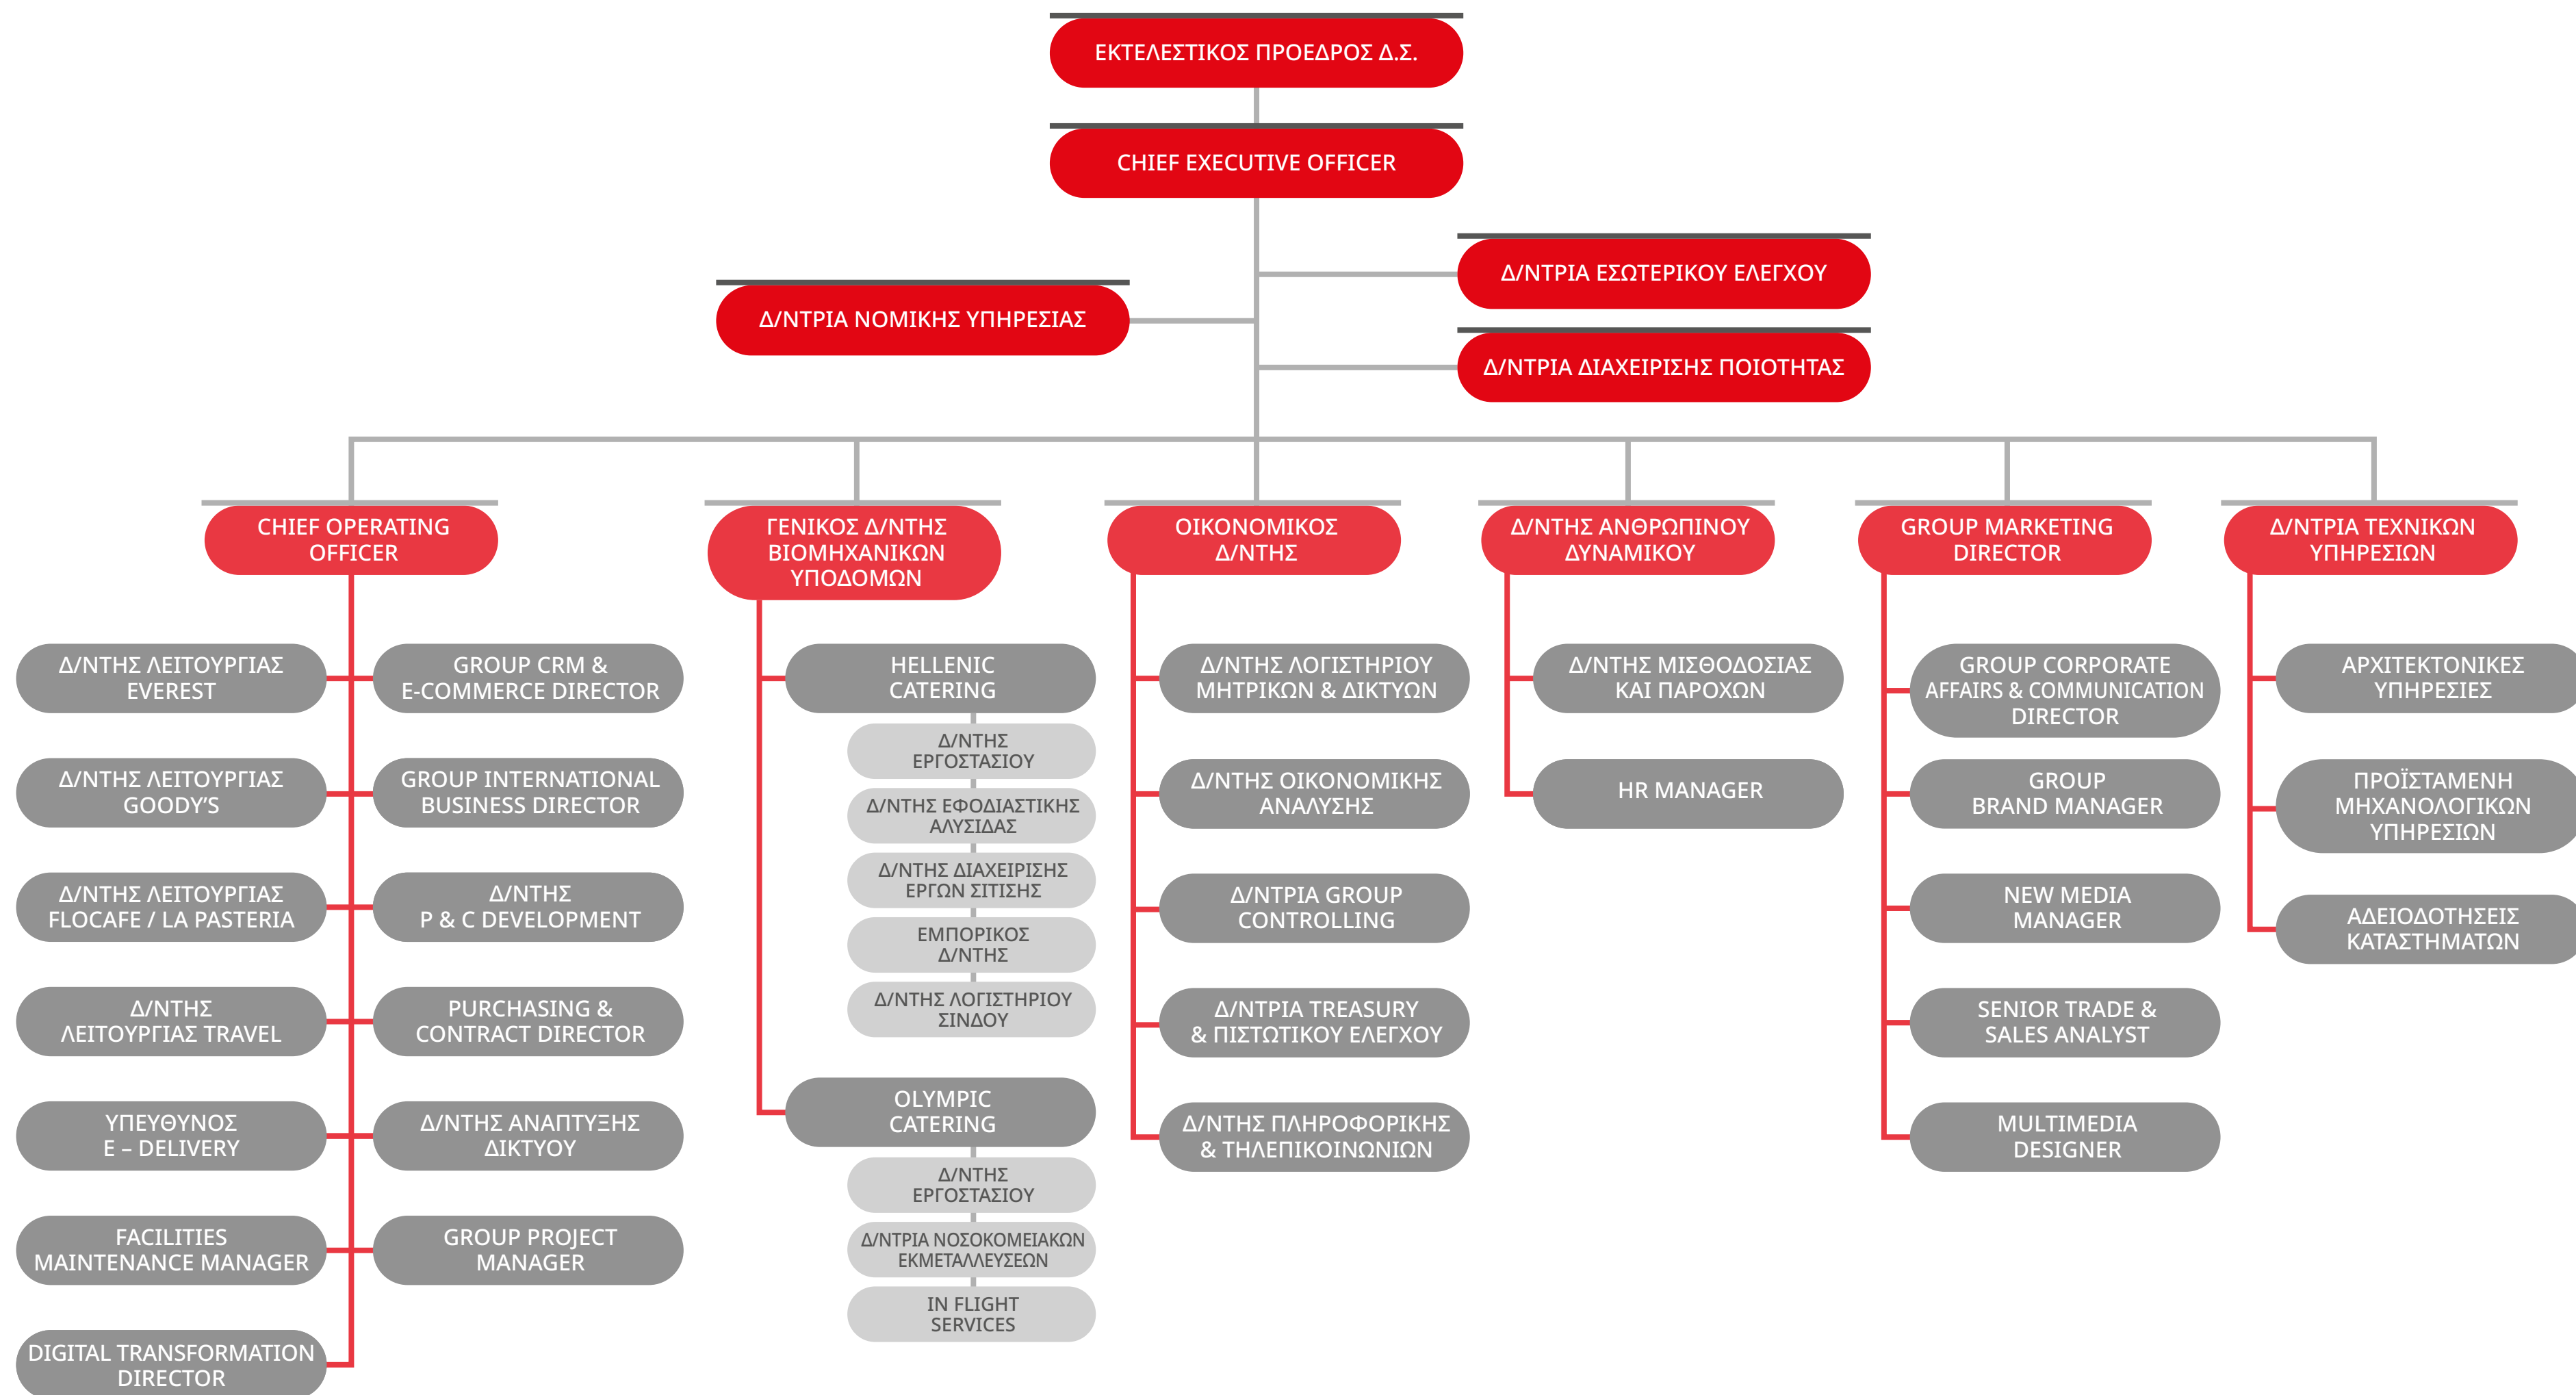 ΕΚΤΕΛΕΣΤΙΚΟΣ ΠΡΟΕΔΡΟΣ Δ.Σ.
CHIEF EXECUTIVE OFFICER
Δ/ΝΤΡΙΑ ΕΣΩΤΕΡΙΚΟΥ ΕΛΕΓΧΟΥ
Δ/ΝΤΡΙΑ ΝΟΜΙΚΗΣ ΥΠΗΡΕΣΙΑΣ
Δ/ΝΤΡΙΑ ΔΙΑΧΕΙΡΙΣΗΣ ΠΟΙΟΤΗΤΑΣ
CHIEF OPERATING
OFFICER
Δ/ΝΤΗΣ ΛΕΙΤΟΥΡΓΙΑΣ
EVEREST
GROUP CRM &
E-COMMERCE DIRECTOR
Δ/ΝΤΗΣ ΛΕΙΤΟΥΡΓΙΑΣ
GOODY’S
GROUP INTERNATIONAL
BUSINESS DIRECTOR
Δ/ΝΤΗΣ ΛΕΙΤΟΥΡΓΙΑΣ
FLOCAFE / LA PASTERIA
Δ/ΝΤΗΣ
P & C DEVELOPMENT
Δ/ΝΤΗΣ
ΛΕΙΤΟΥΡΓΙΑΣ TRAVEL
PURCHASING &
CONTRACT DIRECTOR
ΥΠΕΥΘΥΝΟΣ
E – DELIVERY
Δ/ΝΤΗΣ ΑΝΑΠΤΥΞΗΣ
ΔΙΚΤΥΟΥ
FACILITIES
MAINTENANCE MANAGER
GROUP PROJECT
MANAGER
DIGITAL TRANSFORMATION
DIRECTOR
ΓΕΝΙΚΟΣ Δ/ΝΤΗΣ
ΒΙΟΜΗΧΑΝΙΚΩΝ
ΥΠΟΔΟΜΩΝ
HELLENIC
CATERING
Δ/ΝΤΗΣ
ΕΡΓΟΣΤΑΣΙΟΥ
Δ/ΝΤΗΣ ΕΦΟΔΙΑΣΤΙΚΗΣ
ΑΛΥΣΙΔΑΣ
Δ/ΝΤΗΣ ΔΙΑΧΕΙΡΙΣΗΣ
ΕΡΓΩΝ ΣΙΤΙΣΗΣ
ΕΜΠΟΡΙΚΟΣ
Δ/ΝΤΗΣ
Δ/ΝΤΗΣ ΛΟΓΙΣΤΗΡΙΟΥ
ΣΙΝΔΟΥ
OLYMPIC
CATERING
Δ/ΝΤΗΣ
ΕΡΓΟΣΤΑΣΙΟΥ
Δ/ΝΤΡΙΑ ΝΟΣΟΚΟΜΕΙΑΚΩΝ
ΕΚΜΕΤΑΛΛΕΥΣΕΩΝ
IN FLIGHT
SERVICES
ΟΙΚΟΝΟΜΙΚΟΣ
Δ/ΝΤΗΣ
Δ/ΝΤΗΣ ΛΟΓΙΣΤΗΡΙΟΥ
ΜΗΤΡΙΚΩΝ & ΔΙΚΤΥΩΝ
Δ/ΝΤΗΣ ΟΙΚΟΝΟΜΙΚΗΣ
ΑΝΑΛΥΣΗΣ
Δ/ΝΤΡΙΑ GROUP
CONTROLLING
Δ/ΝΤΡΙΑ TREASURY
& ΠΙΣΤΩΤΙΚΟΥ ΕΛΕΓΧΟΥ
Δ/ΝΤΗΣ ΠΛΗΡΟΦΟΡΙΚΗΣ
& ΤΗΛΕΠΙΚΟΙΝΩΝΙΩΝ
Δ/ΝΤΗΣ ΑΝΘΡΩΠΙΝΟΥ
ΔΥΝΑΜΙΚΟΥ
Δ/ΝΤΗΣ ΜΙΣΘΟΔΟΣΙΑΣ
ΚΑΙ ΠΑΡΟΧΩΝ
HR MANAGER
GROUP MARKETING
DIRECTOR
GROUP CORPORATE
AFFAIRS & COMMUNICATION
DIRECTOR
GROUP
BRAND MANAGER
NEW MEDIA
MANAGER
SENIOR TRADE &
SALES ANALYST
MULTIMEDIA
DESIGNER
Δ/ΝΤΡΙΑ ΤΕΧΝΙΚΩΝ
ΥΠΗΡΕΣΙΩΝ
ΑΡΧΙΤΕΚΤΟΝΙΚΕΣ
ΥΠΗΡΕΣΙΕΣ
ΠΡΟΪΣΤΑΜΕΝΗ
ΜΗΧΑΝΟΛΟΓΙΚΩΝ
ΥΠΗΡΕΣΙΩΝ
ΑΔΕΙΟΔΟΤΗΣΕΙΣ
ΚΑΤΑΣΤΗΜΑΤΩΝ